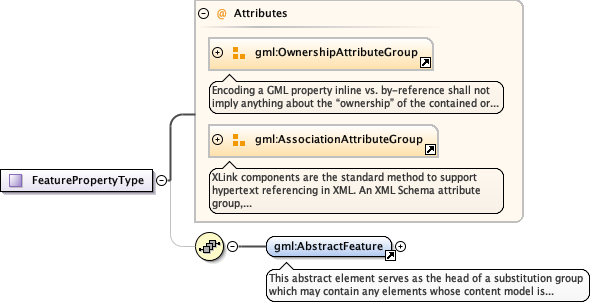 @ Attributes
gml:OwnershipAttributeGroup
Encoding a GML property inline vs. by-reference shall not
imply anything about the “ownership” of the contained or...
gml:AssociationAttributeGroup
XLink components are the standard method to support
hypertext referencing in XML. An XML Schema attribute
group,...
FeaturePropertyType
gml:AbstractFeature
This abstract element serves as the head of a substitution group
which may contain any elements whose content model is...